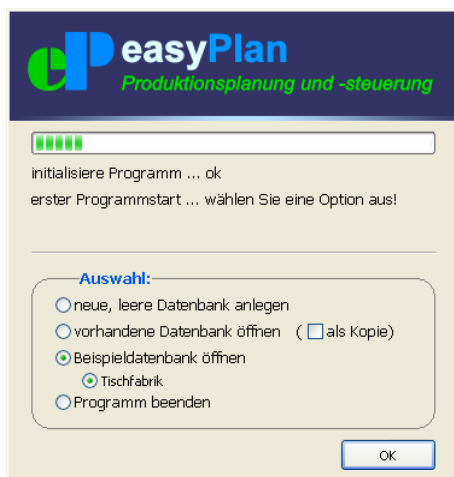 eP easyPlan
Produktionsplanung und -steuerung
initialisiere Programm ... ok
erster Programmstart ... wählen Sie eine Option aus!
Auswahl:
neue, leere Datenbank anlegen
vorhandene Datenbank öffnen ( als Kopie)
Beispieldatenbank öffnen
Tischfabrik
Programm beenden
OK